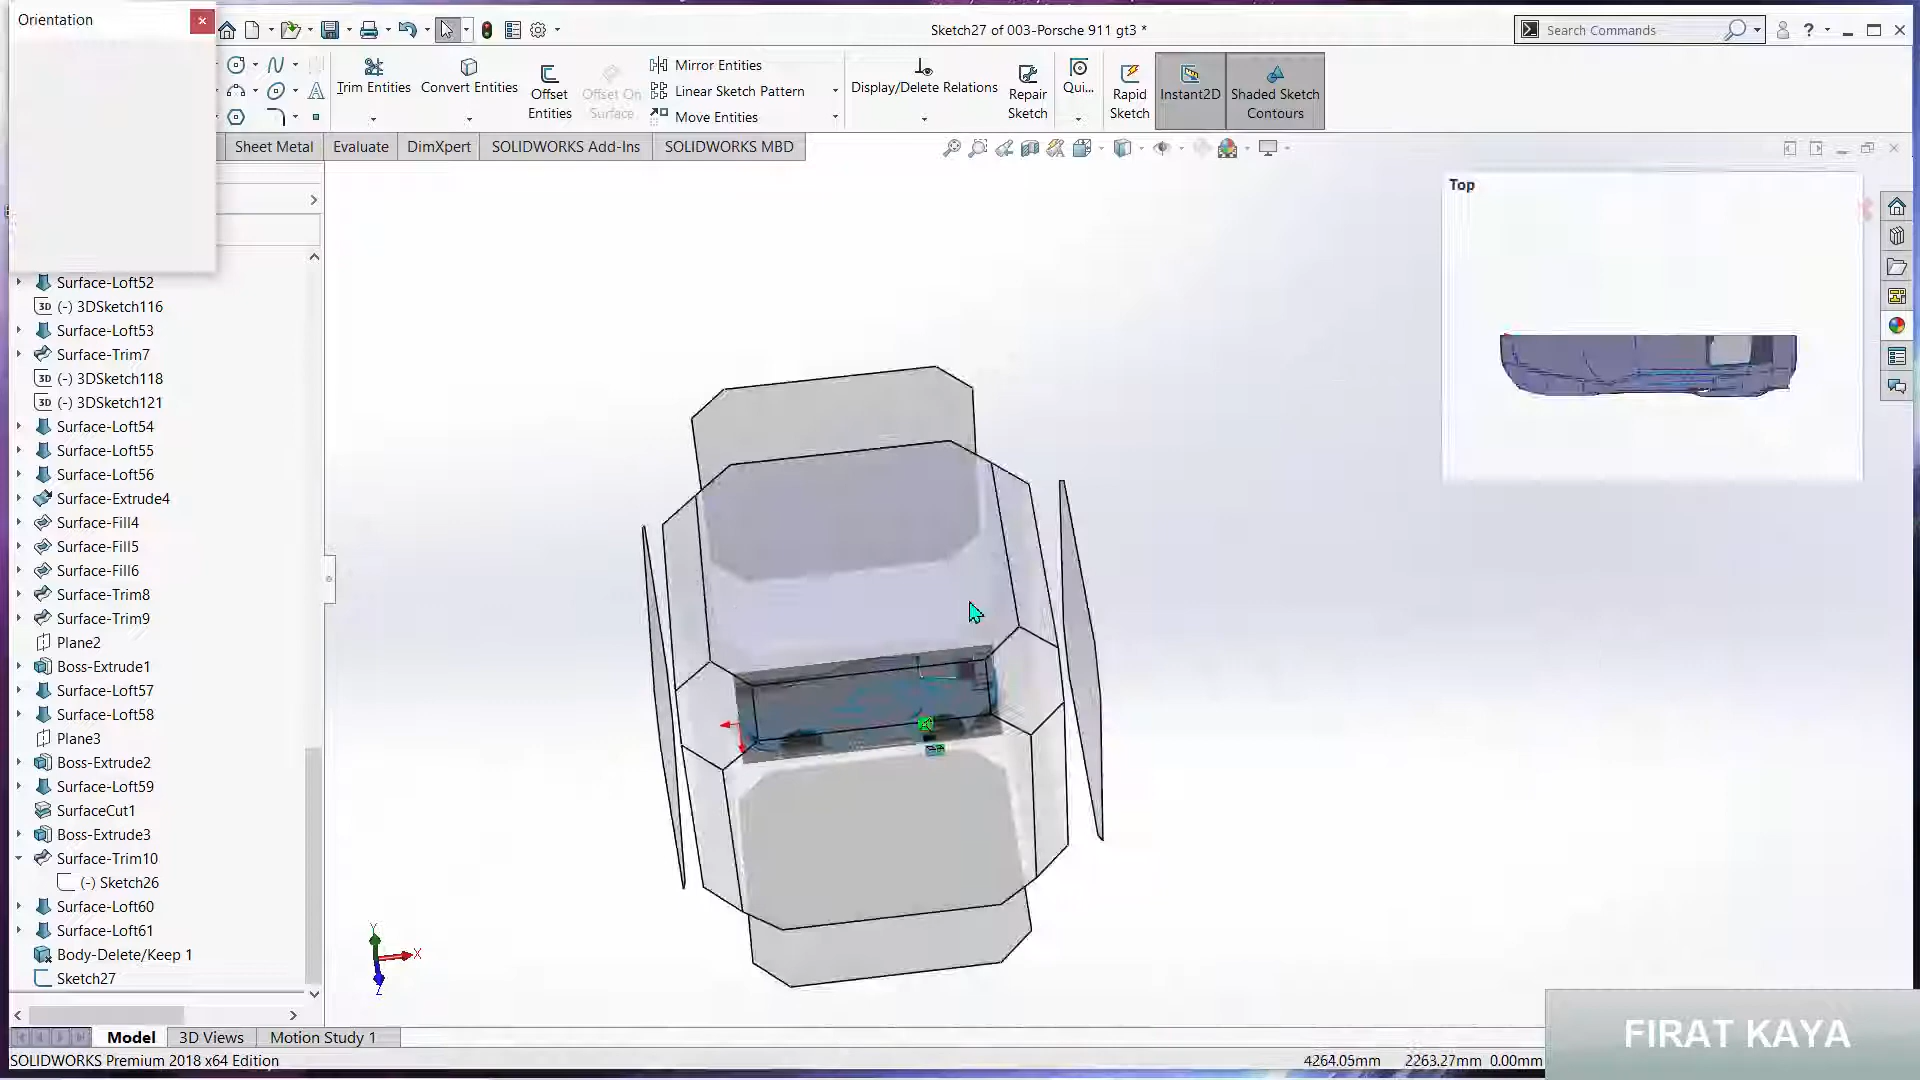 Orientation
Sketch27 of 003-Porsche 911 gt3 *
Search Commands
Trim Entities
Convert Entities
Offset
Entities
Offset On
Surface
Mirror Entities
Linear Sketch Pattern
Move Entities
Display/Delete Relations
Repair
Sketch
Qui...
Rapid
Sketch
Instant2D
Shaded Sketch
Contours
Sheet Metal
Evaluate
DimXpert
SOLIDWORKS Add-Ins
SOLIDWORKS MBD
Top
Surface-Loft52
3D (-) 3DSketch116
Surface-Loft53
Surface-Trim7
3D (-) 3DSketch118
3D (-) 3DSketch121
Surface-Loft54
Surface-Loft55
Surface-Loft56
Surface-Extrude4
Surface-Fill4
Surface-Fill5
Surface-Fill6
Surface-Trim8
Surface-Trim9
Plane2
Boss-Extrude1
Surface-Loft57
Surface-Loft58
Plane3
Boss-Extrude2
Surface-Loft59
SurfaceCut1
Boss-Extrude3
Surface-Trim10
(-) Sketch26
Surface-Loft60
Surface-Loft61
Body-Delete/Keep 1
Sketch27
Y
X
Z
Model
3D Views
Motion Study 1
SOLIDWORKS Premium 2018 x64 Edition
4264.05mm
2263.27mm
0.00mm
FIRAT KAYA